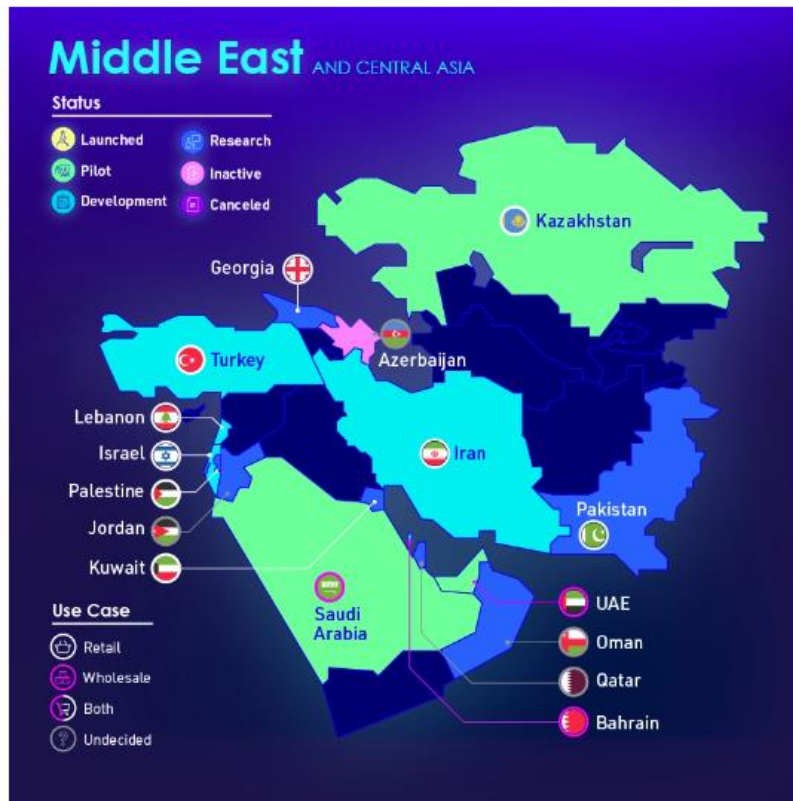 Middle East AND CENTRAL ASIA
Status
Launched
Research
Pilot
Inactive
Development
Canceled
Kazakhstan
Georgia
Azerbaijan
Turkey
Lebanon
Israel
Iran
Palestine
Pakistan
Jordan
Kuwait
Saudi
Arabia
UAE
Use Case
Oman
Retail
Wholesale
Qatar
Both
Bahrain
Undecided